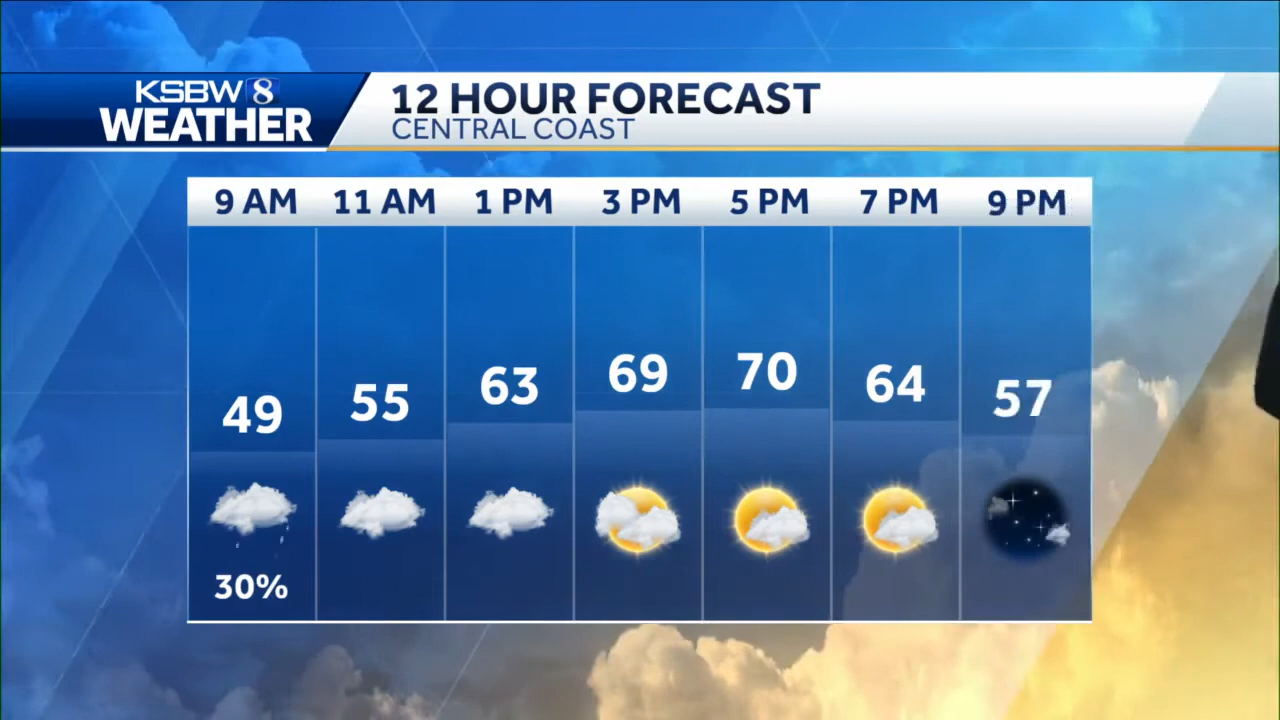 KSBW 8
WEATHER
12 HOUR FORECAST
CENTRAL COAST
9 AM 11 AM 1 PM 3 PM 5 PM 7 PM 9 PM
49 55 63 69 70 64 57
30%